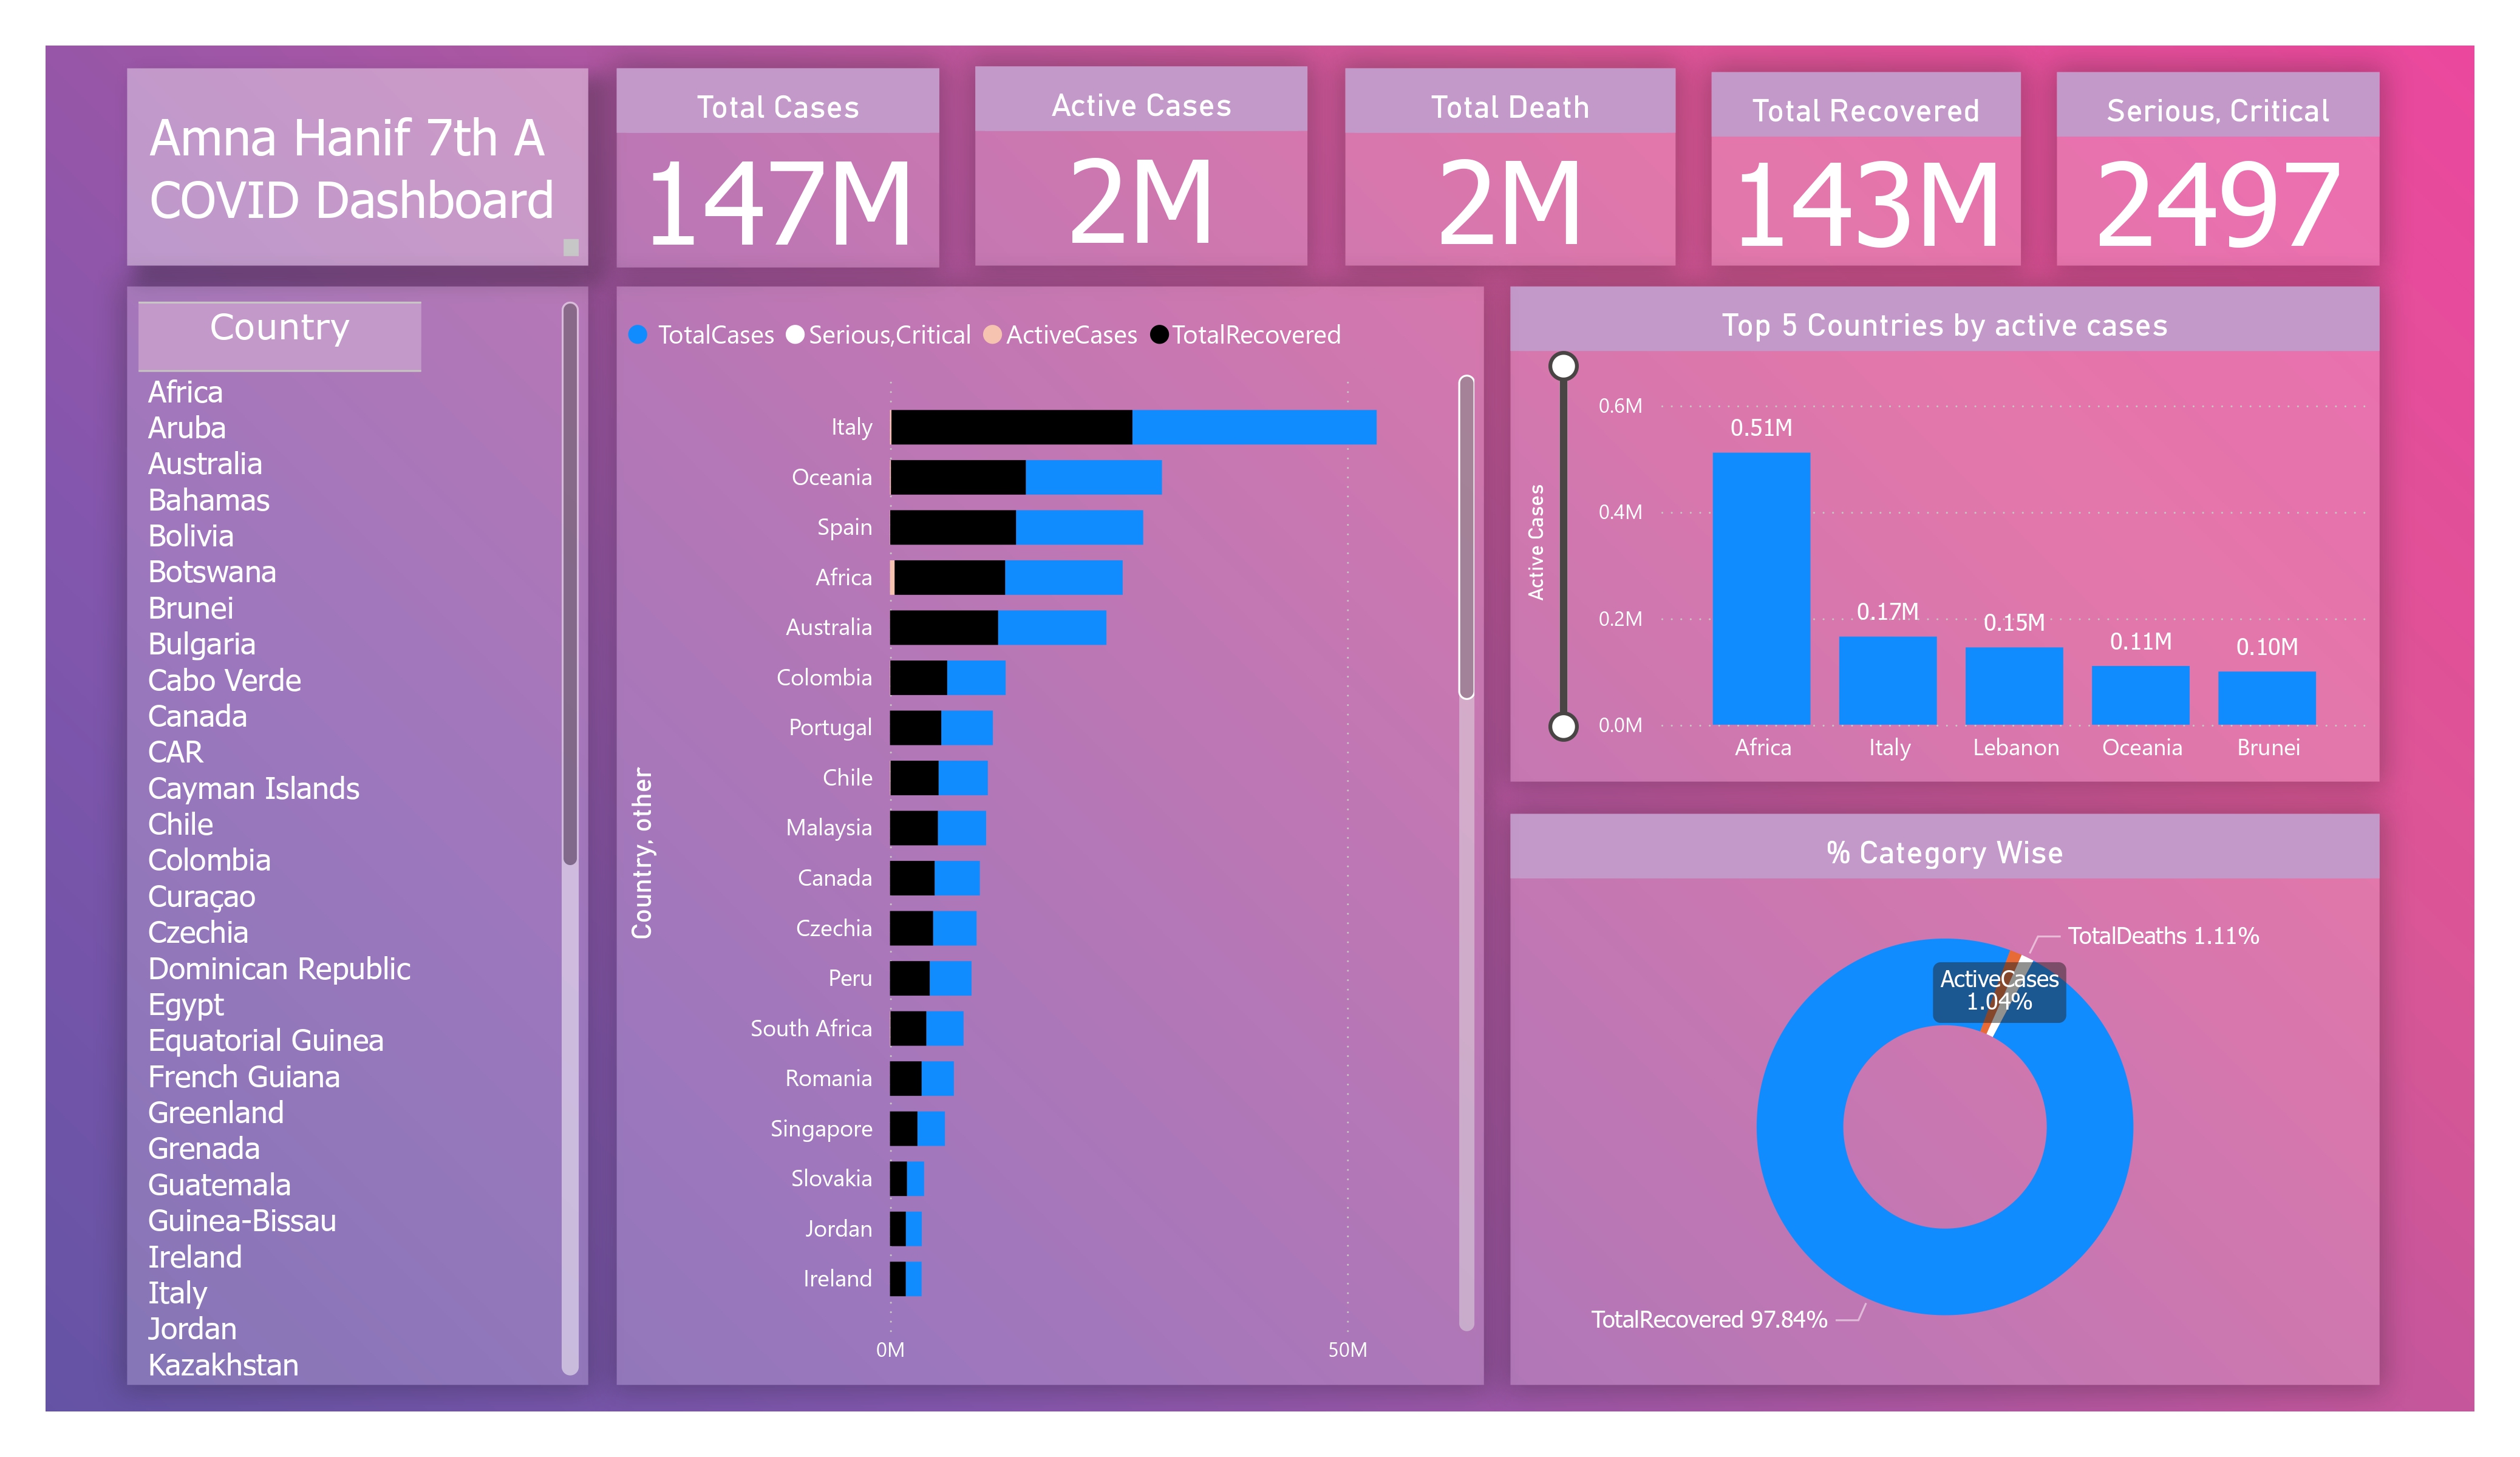 Amna Hanif 7th A
COVID Dashboard
Total Cases
147M
Active Cases
2M
Total Death
2M
Total Recovered
143M
Serious, Critical
2497
Country
Africa
Aruba
Australia
Bahamas
Bolivia
Botswana
Brunei
Bulgaria
Cabo Verde
Canada
CAR
Cayman Islands
Chile
Colombia
Curaçao
Czechia
Dominican Republic
Egypt
Equatorial Guinea
French Guiana
Greenland
Grenada
Guatemala
Guinea-Bissau
Ireland
Italy
Jordan
Kazakhstan
TotalCases Serious,Critical ActiveCases TotalRecovered
Country, other
Italy
Oceania
Spain
Africa
Australia
Colombia
Portugal
Chile
Malaysia
Canada
Czechia
Peru
South Africa
Romania
Singapore
Slovakia
Jordan
Ireland
0M 50M
Top 5 Countries by active cases
Active Cases
0.6M
0.4M
0.2M
0.0M
0.51M
0.17M
0.15M
0.11M
0.10M
Africa Italy Lebanon Oceania Brunei
% Category Wise
TotalDeaths 1.11%
ActiveCases
1.04%
TotalRecovered 97.84%